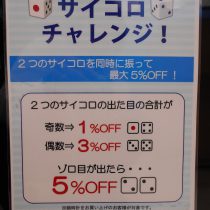 サイコロ
チャレンジ！
２つのサイコロを同時に振って
最大５％OFF！
２つのサイコロの出た目の合計が
奇数⇒１％OFF
偶数⇒３％OFF
ゾロ目が出たら・・・
５％OFF